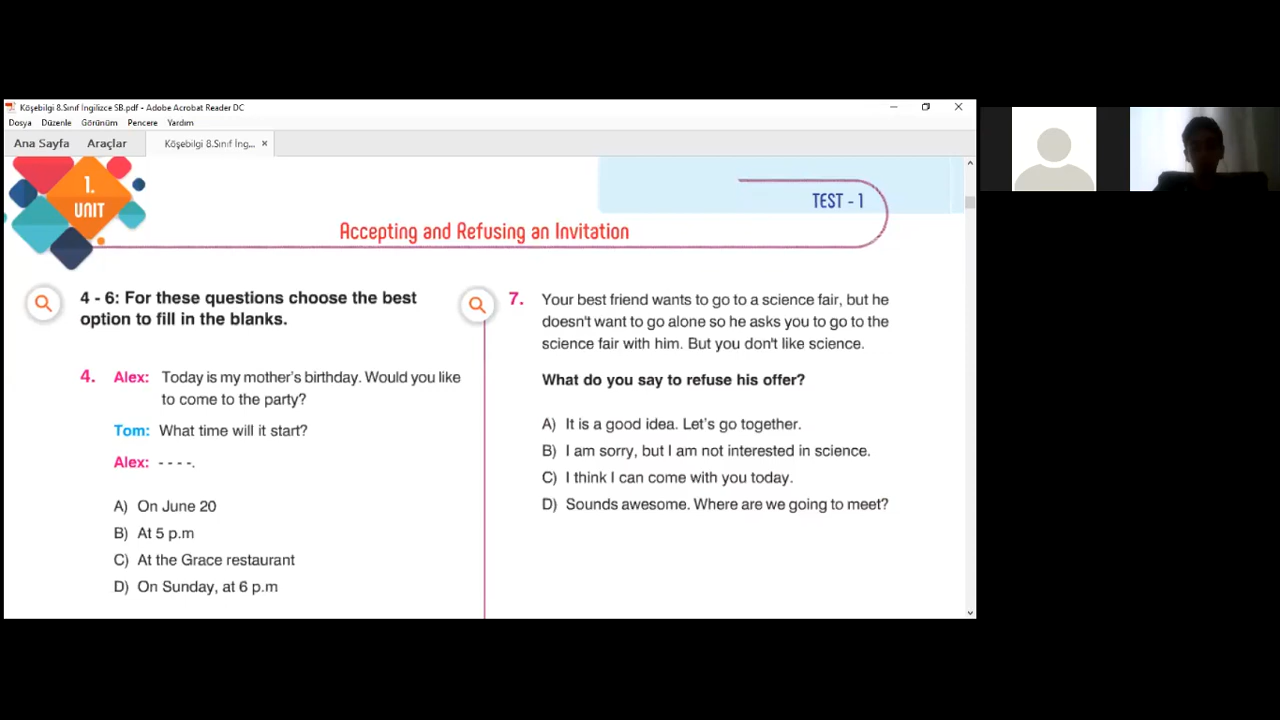 Köşebilgi 8.Sınıf İngilizce SB.pdf - Adobe Acrobat Reader DC
Dosya Düzenle Görünüm Pencere Yardım
Ana Sayfa Araçlar Köşebilgi 8.Sınıf İng... ×
1.
UNIT
TEST - 1
Accepting and Refusing an Invitation
4 - 6: For these questions choose the best
option to fill in the blanks.
4. Alex: Today is my mother's birthday. Would you like
to come to the party?
Tom: What time will it start?
Alex: - - - -.
A) On June 20
B) At 5 p.m
C) At the Grace restaurant
D) On Sunday, at 6 p.m
7. Your best friend wants to go to a science fair, but he
doesn't want to go alone so he asks you to go to the
science fair with him. But you don't like science.
What do you say to refuse his offer?
A) It is a good idea. Let's go together.
B) I am sorry, but I am not interested in science.
C) I think I can come with you today.
D) Sounds awesome. Where are we going to meet?